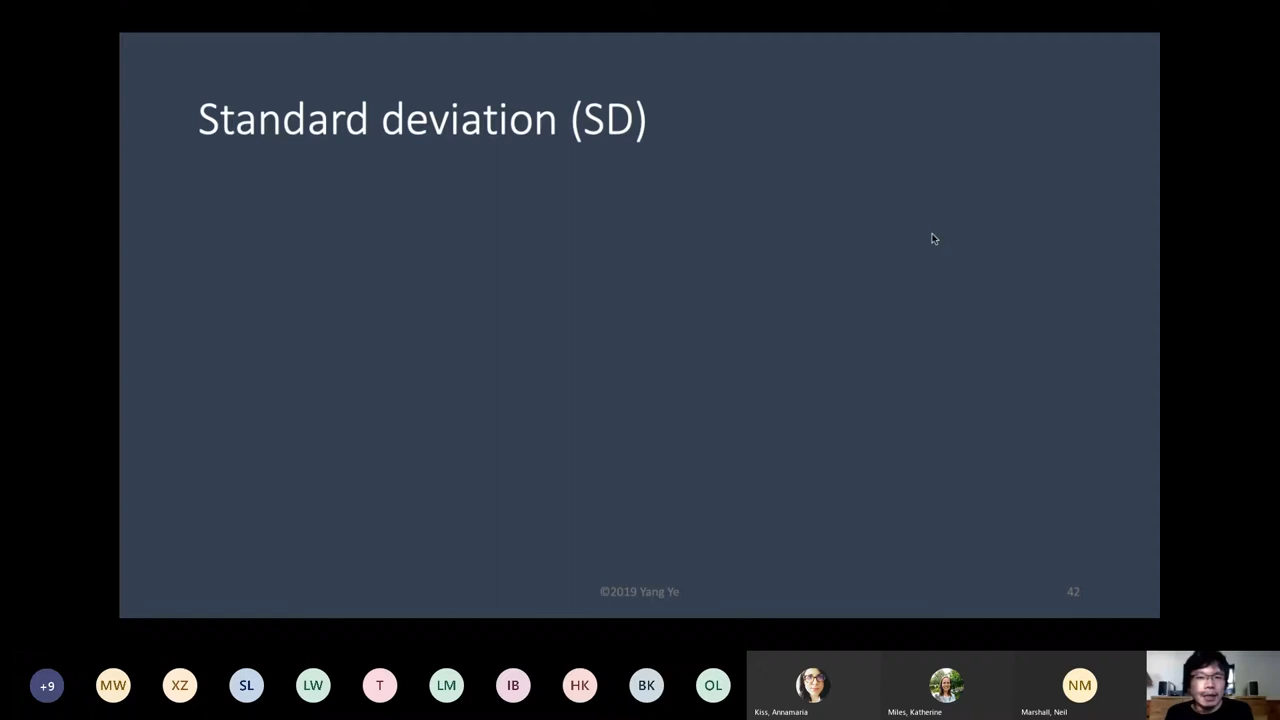 Standard deviation (SD)
©2019 Yang Ye
42
+9
MW
XZ
SL
LW
T
LM
IB
HK
BK
OL
NM
Kiss, Annamaria
Miles, Katherine
Marshall, Neil